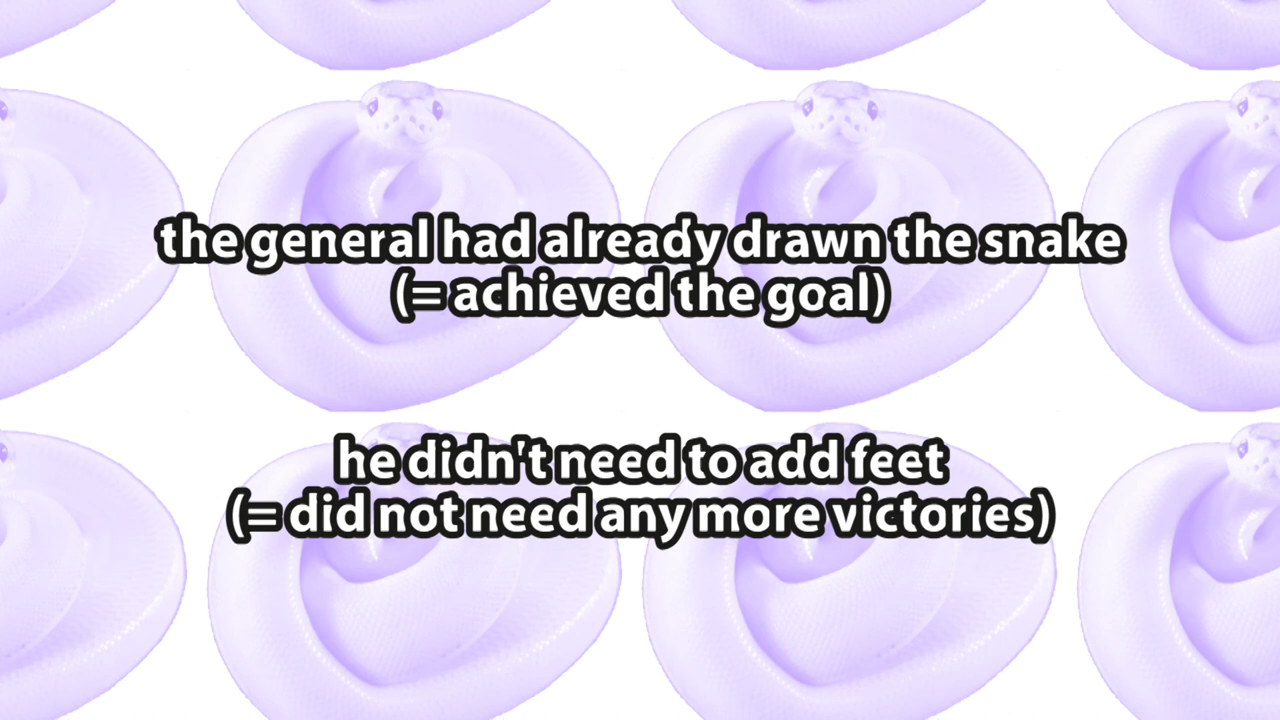 the general had already drawn the snake
(= achieved the goal)
he didn't need to add feet
(= did not need any more victories)